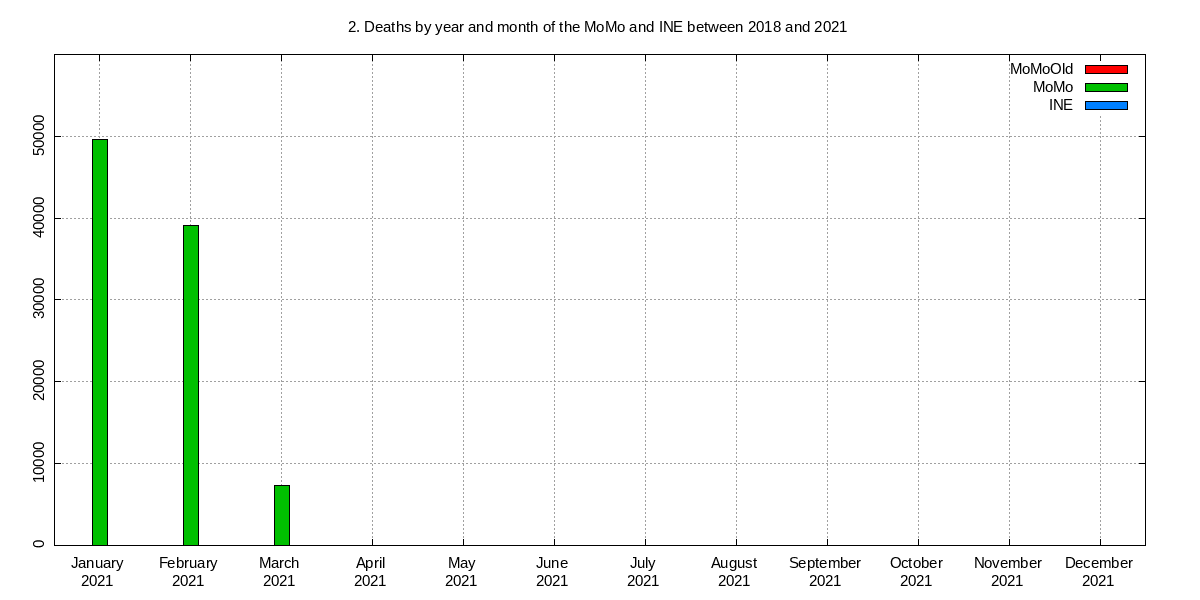 2. Deaths by year and month of the MoMo and INE between 2018 and 2021
MoMoOld
MoMo
INE
50000
40000
30000
20000
10000
0
January February March April May June July August September October November December
2021 2021 2021 2021 2021 2021 2021 2021 2021 2021 2021 2021